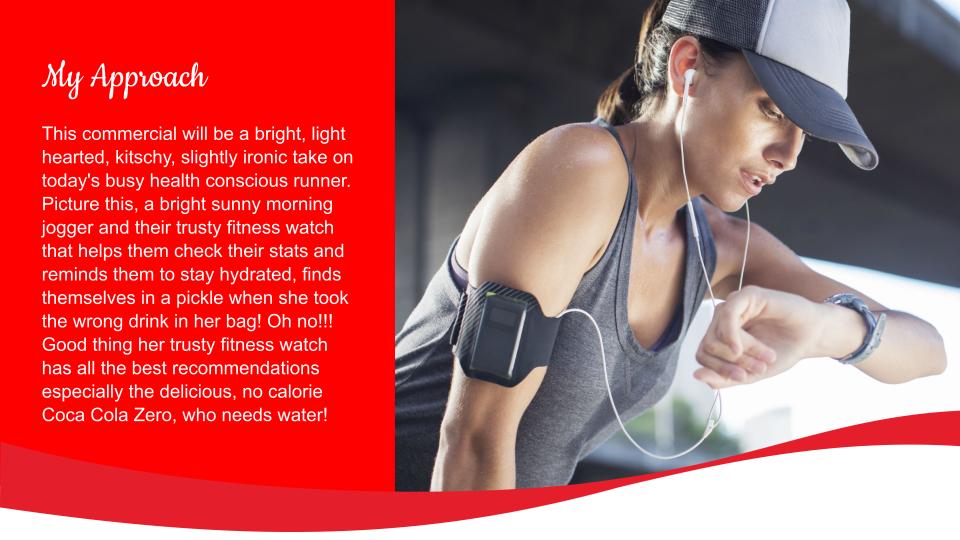 My Approach
This commercial will be a bright, light
hearted, kitschy, slightly ironic take on
today's busy health conscious runner.
Picture this, a bright sunny morning
jogger and their trusty fitness watch
that helps them check their stats and
reminds them to stay hydrated, finds
themselves in a pickle when she took
the wrong drink in her bag! Oh no!!!
Good thing her trusty fitness watch
has all the best recommendations
especially the delicious, no calorie
Coca Cola Zero, who needs water!